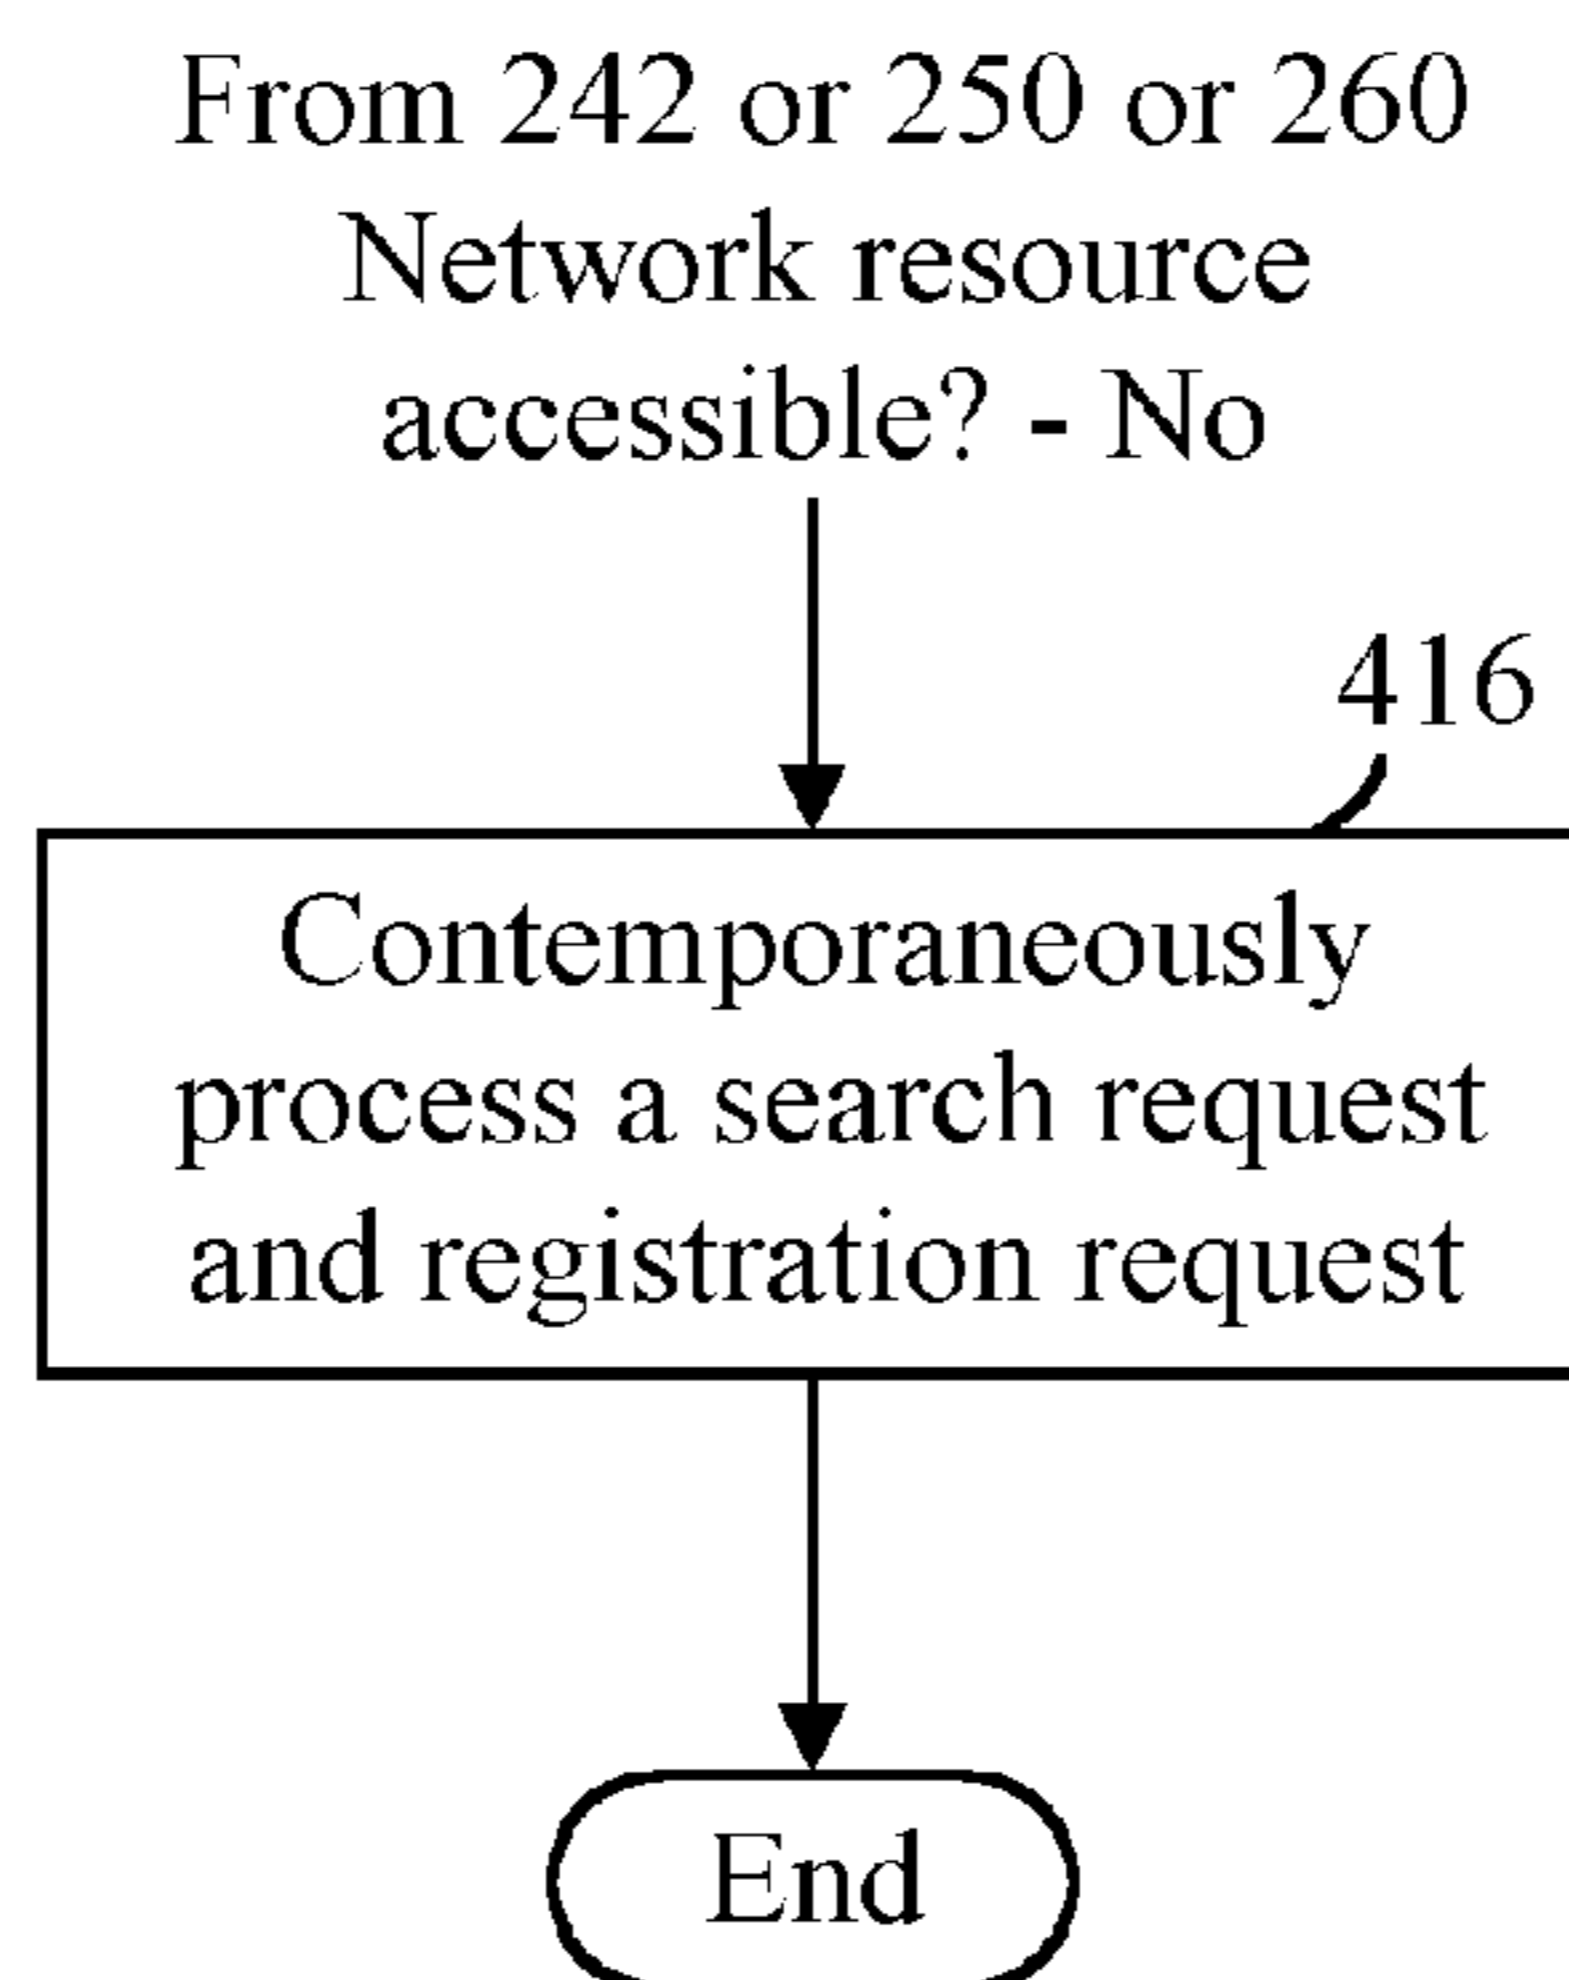 From 242 or 250 or 260
Network resource
accessible? - No
416
Contemporaneously
process a search request
and registration request
End